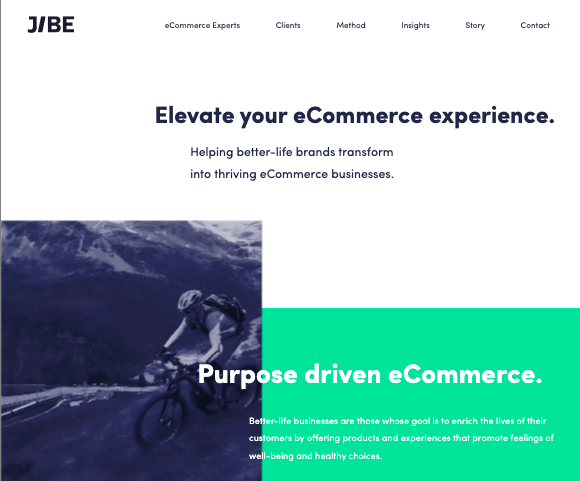 JIBE
eCommerce Experts
Clients
Method
Insights
Story
Contact
Elevate your eCommerce experience.
Helping better-life brands transform
into thriving eCommerce businesses.
Purpose driven eCommerce.
Better-life businesses are those whose goal is to enrich the lives of their
customers by offering products and experiences that promote feelings of
well-being and healthy choices.